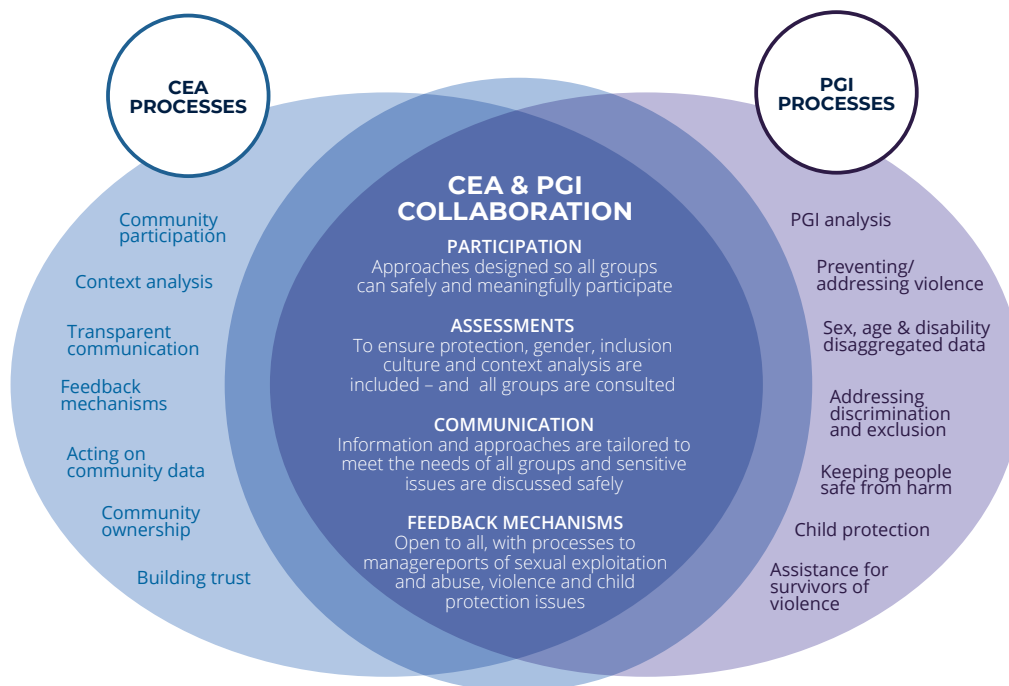 CEA
PROCESSES
Community
participation
Context analysis
Transparent
communication
Feedback
mechanisms
Acting on
community data
Community
ownership
Building trust
CEA & PGI
COLLABORATION
PARTICIPATION
Approaches designed so all groups
can safely and meaningfully participate
ASSESSMENTS
To ensure protection, gender, inclusion
culture and context analysis are
included – and  all groups are consulted
COMMUNICATION
Information and approaches are tailored to
meet the needs of all groups and sensitive
issues are discussed safely
FEEDBACK MECHANISMS
Open to all, with processes to
managereports of sexual exploitation
and abuse, violence and child
protection issues
PGI
PROCESSES
PGI analysis
Preventing/
addressing violence
Sex, age & disability
disaggregated data
Addressing
discrimination
and exclusion
Keeping people
safe from harm
Child protection
Assistance for
survivors of
violence